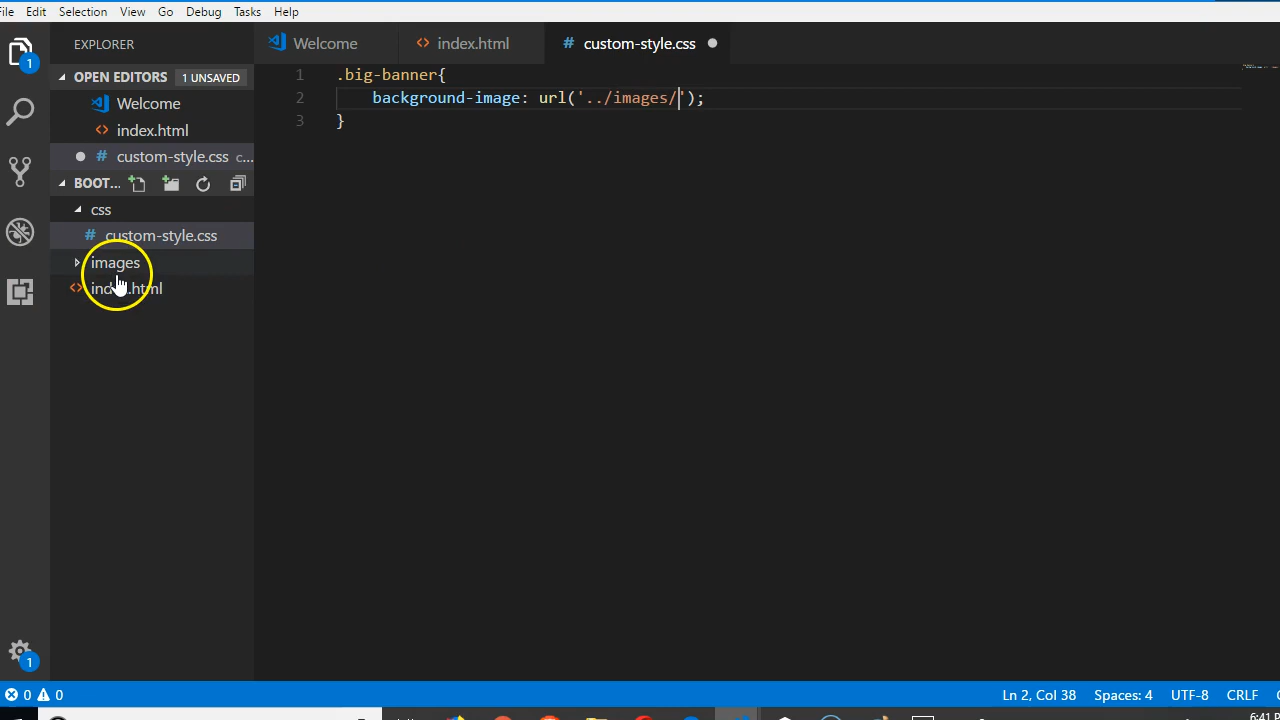 File Edit Selection View Go Debug Tasks Help
EXPLORER
Welcome
index.html
# custom-style.css
OPEN EDITORS 1 UNSAVED
Welcome
<> index.html
# custom-style.css c...
BOOT...
css
# custom-style.css
images
<> index.html
1 .big-banner{
2 background-image: url('../images/');
3 }
1
1
0 0
Ln 2, Col 38 Spaces: 4 UTF-8 CRLF